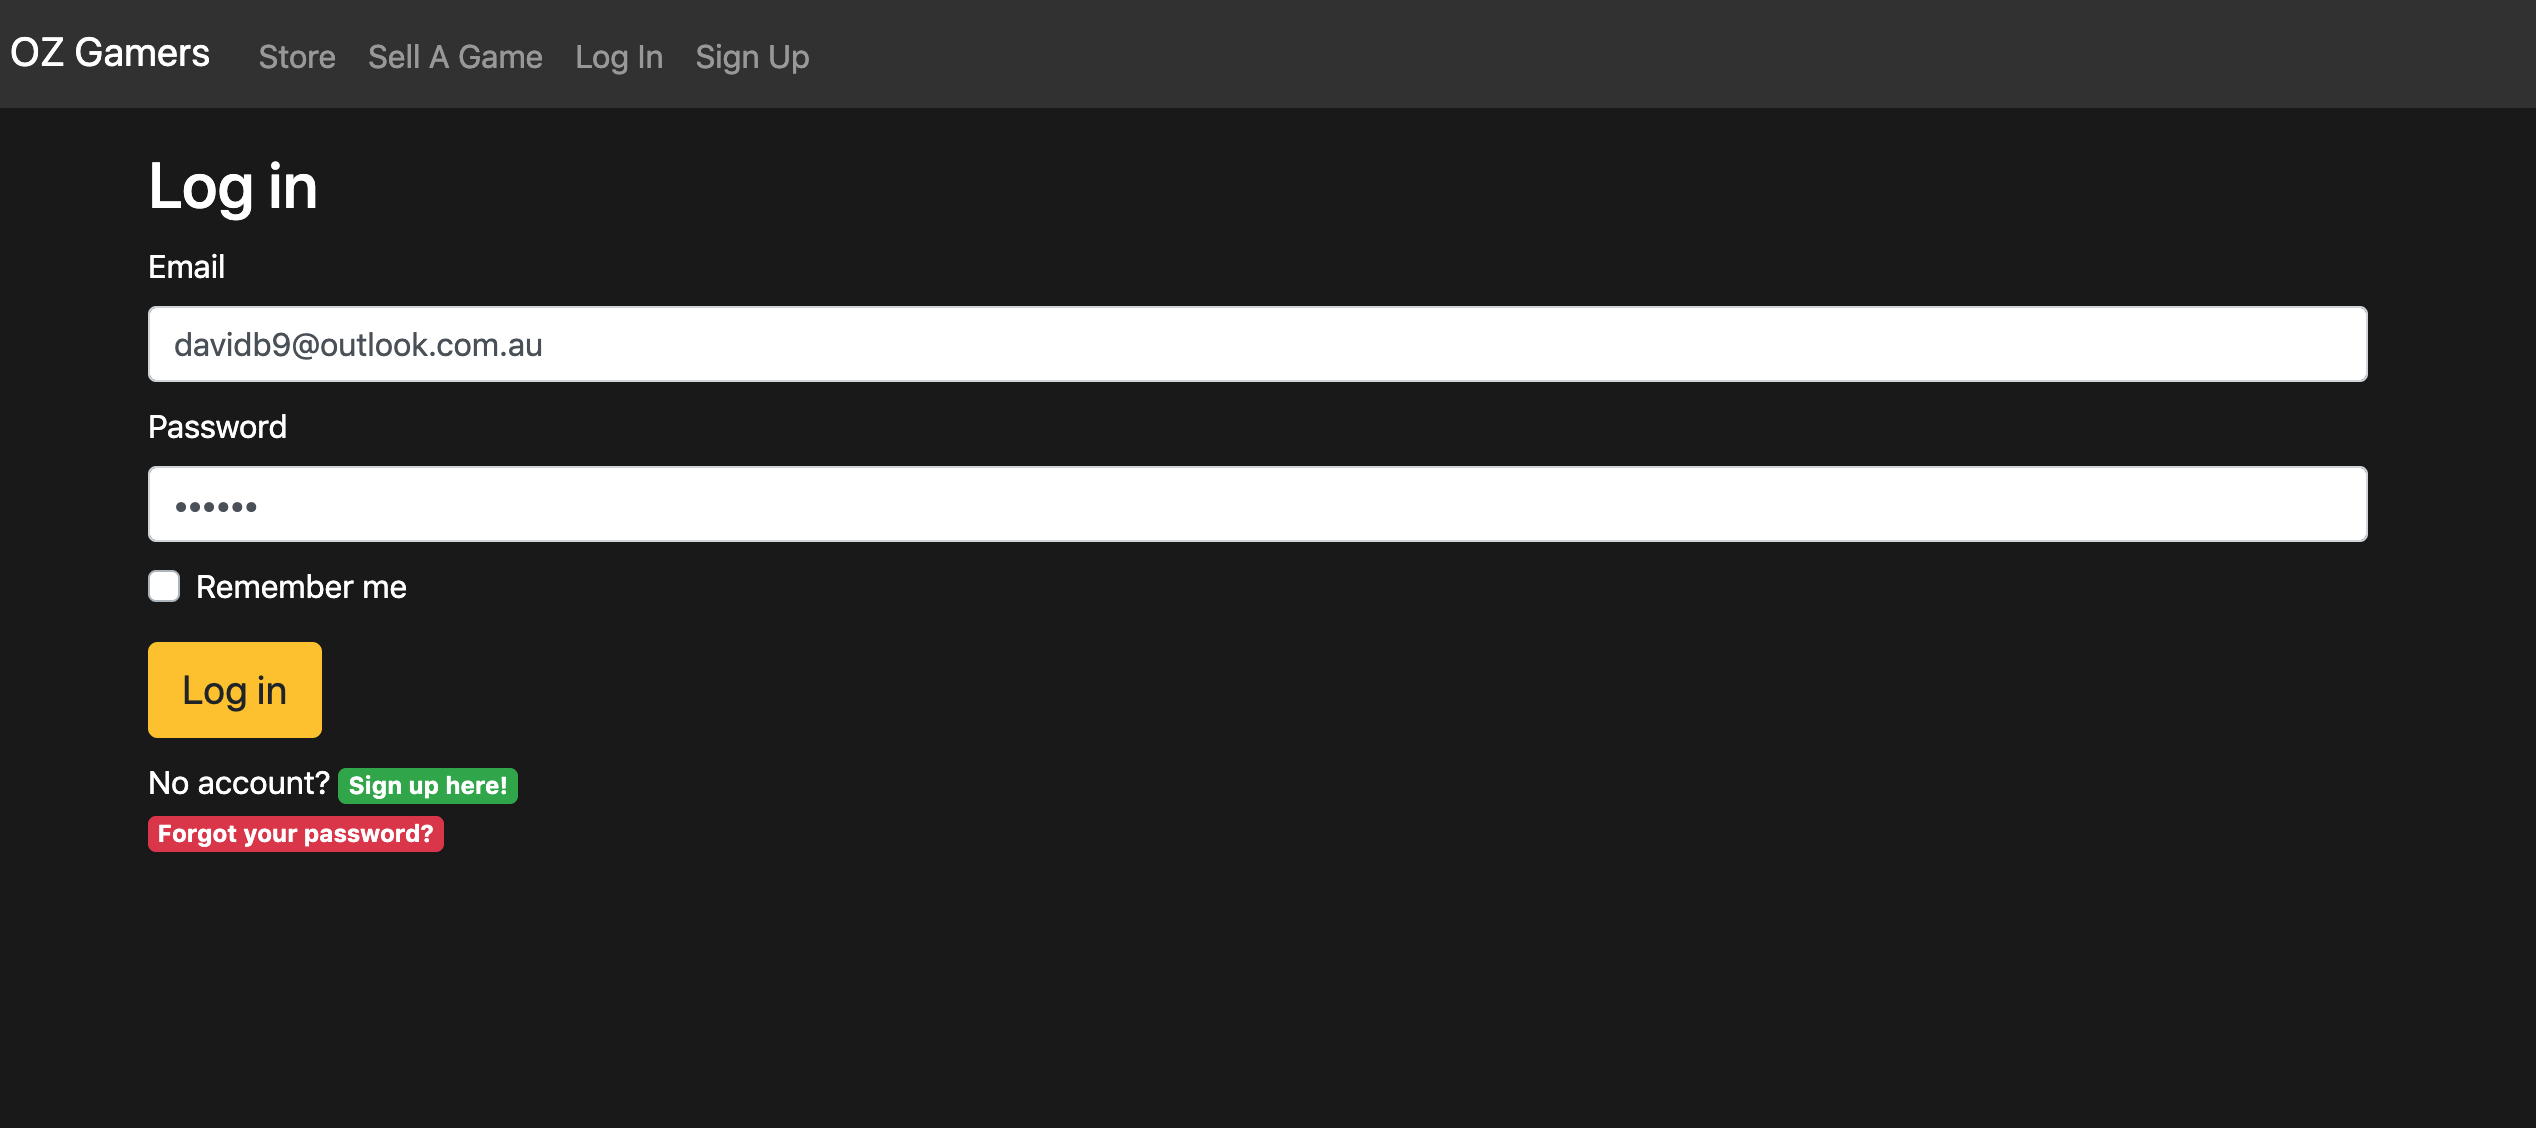 OZ Gamers Store Sell A Game Log In Sign Up
Log in
Email
davidb9@outlook.com.au
Password
••••••
Remember me
Log in
No account? Sign up here!
Forgot your password?